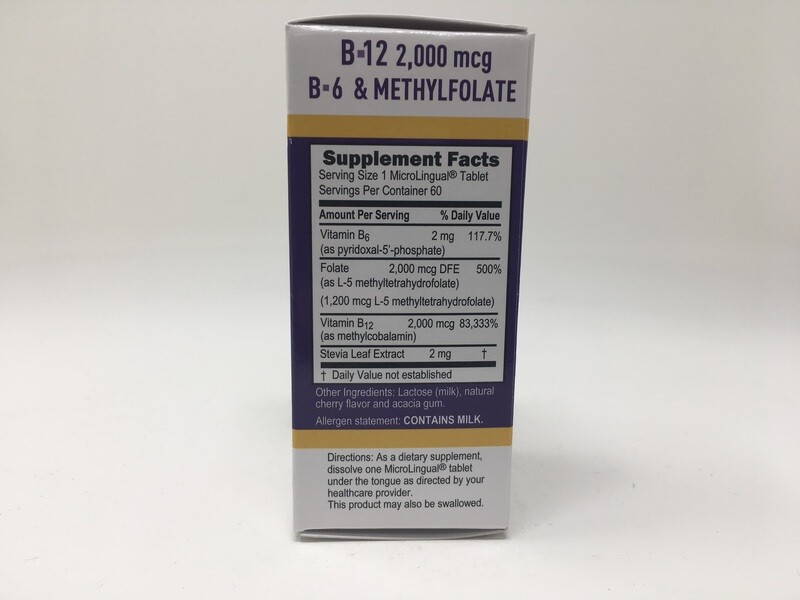 B-12 2,000 mcg
B-6 & METHYLFOLATE
Supplement Facts
Serving Size 1 MicroLingual® Tablet
Servings Per Container 60
Amount Per Serving % Daily Value
Vitamin B6 2 mg 117.7%
(as pyridoxal-5'-phosphate)
Folate 2,000 mcg DFE 500%
(as L-5 methyltetrahydrofolate)
(1,200 mcg L-5 methyltetrahydrofolate)
Vitamin B12 2,000 mcg 83,333%
(as methylcobalamin)
Stevia Leaf Extract 2 mg †
† Daily Value not established
Other Ingredients: Lactose (milk), natural
cherry flavor and acacia gum.
Allergen statement: CONTAINS MILK.
Directions: As a dietary supplement,
dissolve one MicroLingual® tablet
under the tongue as directed by your
healthcare provider.
This product may also be swallowed.